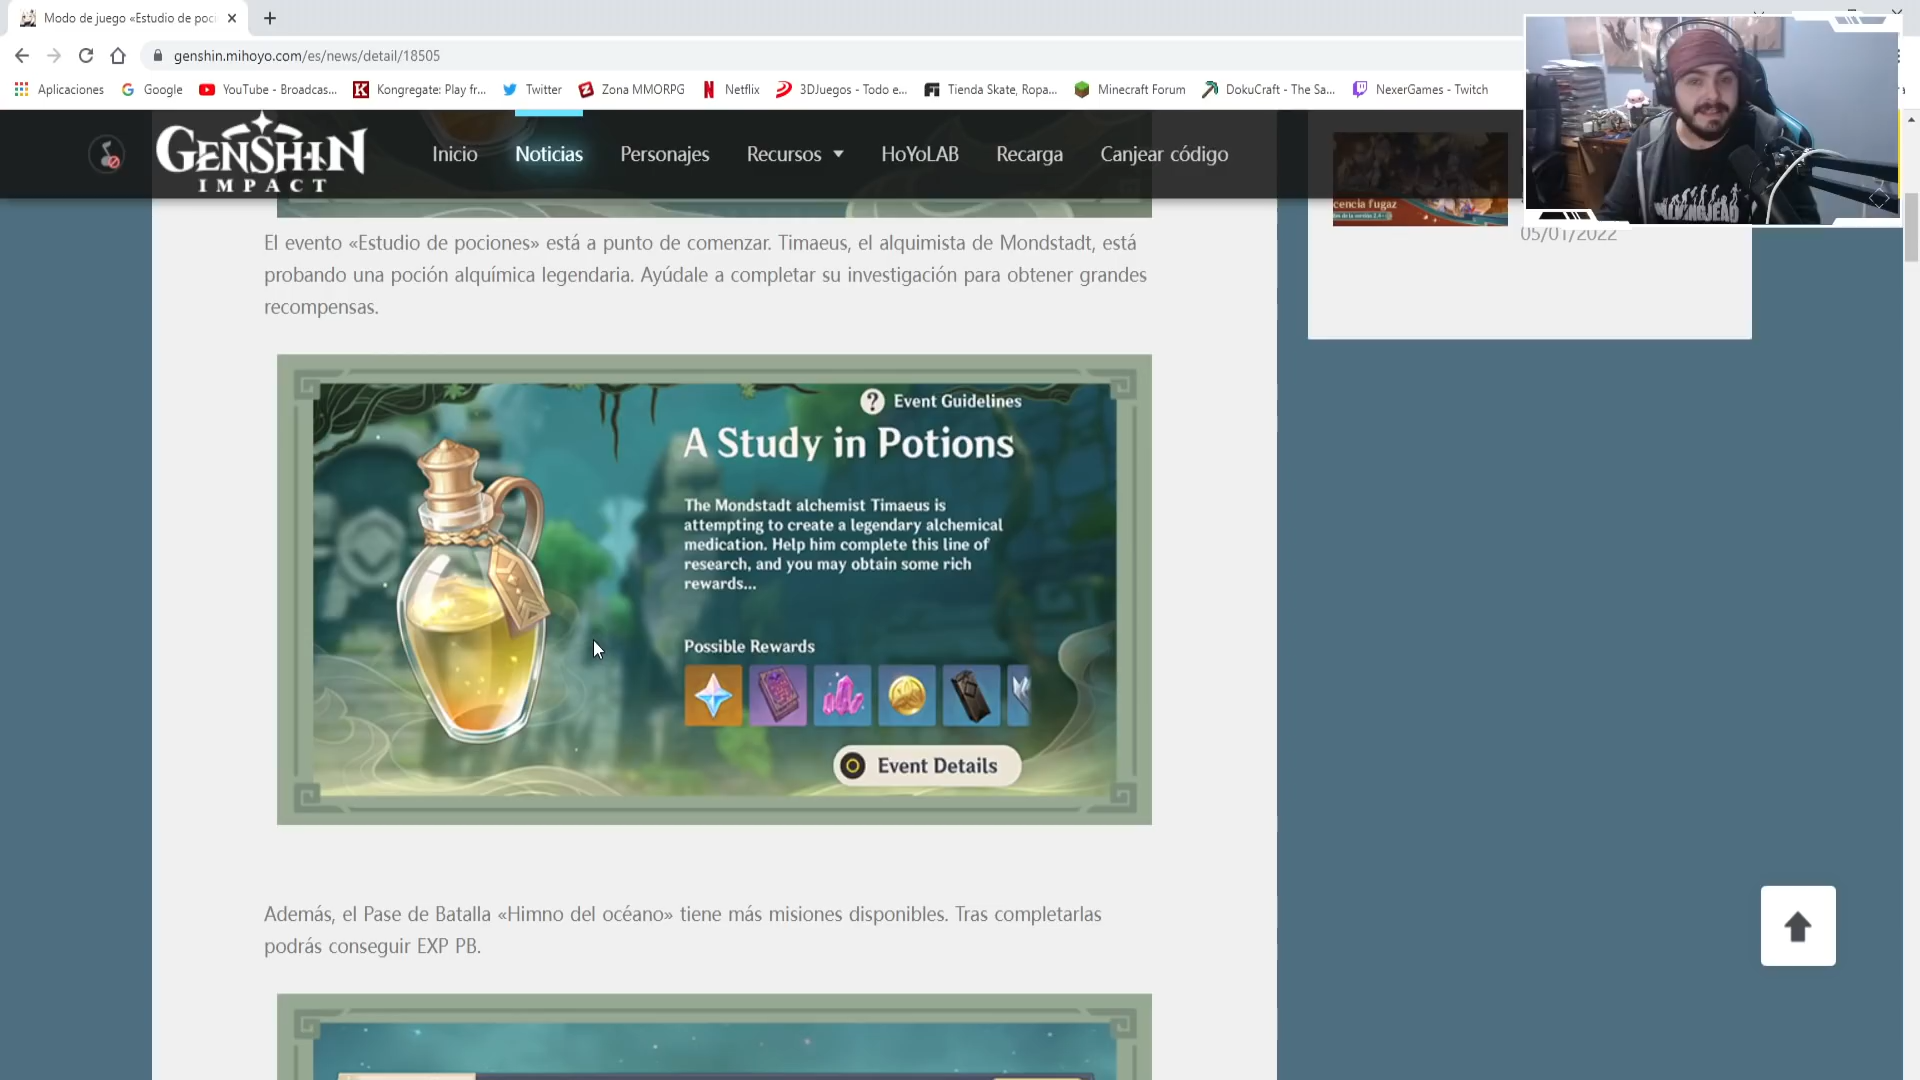 Modo de juego «Estudio de poci
genshin.mihoyo.com/es/news/detail/18505
Aplicaciones Google YouTube - Broadcas... Kongregate: Play fr... Twitter Zona MMORPG Netflix 3DJuegos - Todo e... Tienda Skate, Ropa... Minecraft Forum DokuCraft - The Sa... NexerGames - Twitch
GENSHIN IMPACT
Inicio Noticias Personajes Recursos HoYoLAB Recarga Canjear código
cencia fugaz
05/01/2022
El evento «Estudio de pociones» está a punto de comenzar. Timaeus, el alquimista de Mondstadt, está
probando una poción alquímica legendaria. Ayúdale a completar su investigación para obtener grandes
recompensas.
? Event Guidelines
A Study in Potions
The Mondstadt alchemist Timaeus is
attempting to create a legendary alchemical
medication. Help him complete this line of
research, and you may obtain some rich
rewards...
Possible Rewards
Event Details
Además, el Pase de Batalla «Himno del océano» tiene más misiones disponibles. Tras completarlas
podrás conseguir EXP PB.